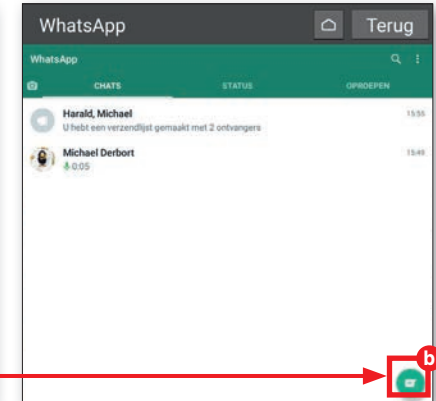 WhatsApp
Terug
WhatsApp
CHATS
STATUS
OPROEPEN
Harald, Michael
15:55
U hebt een verzendlijst gemaakt met 2 ontvangers
Michael Derbort
15:49
0:05
b